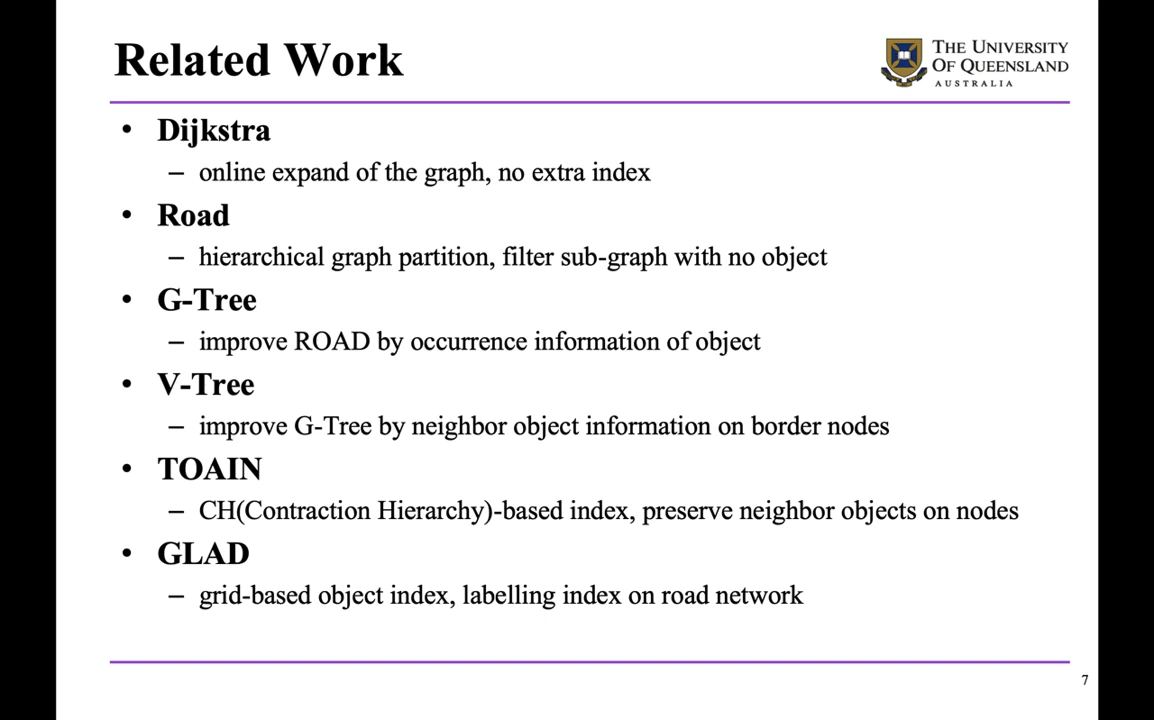 Related Work
THE UNIVERSITY
OF QUEENSLAND
AUSTRALIA
• Dijkstra
– online expand of the graph, no extra index
• Road
– hierarchical graph partition, filter sub-graph with no object
• G-Tree
– improve ROAD by occurrence information of object
• V-Tree
– improve G-Tree by neighbor object information on border nodes
• TOAIN
– CH(Contraction Hierarchy)-based index, preserve neighbor objects on nodes
• GLAD
– grid-based object index, labelling index on road network
7